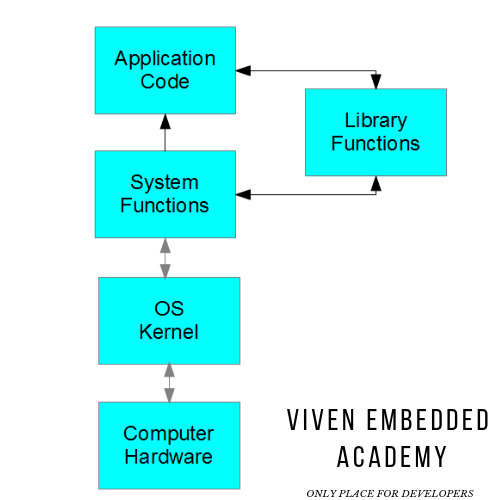 Application
Code
Library
Functions
System
Functions
OS
Kernel
Computer
Hardware
VIVEN EMBEDDED
ACADEMY
ONLY PLACE FOR DEVELOPERS